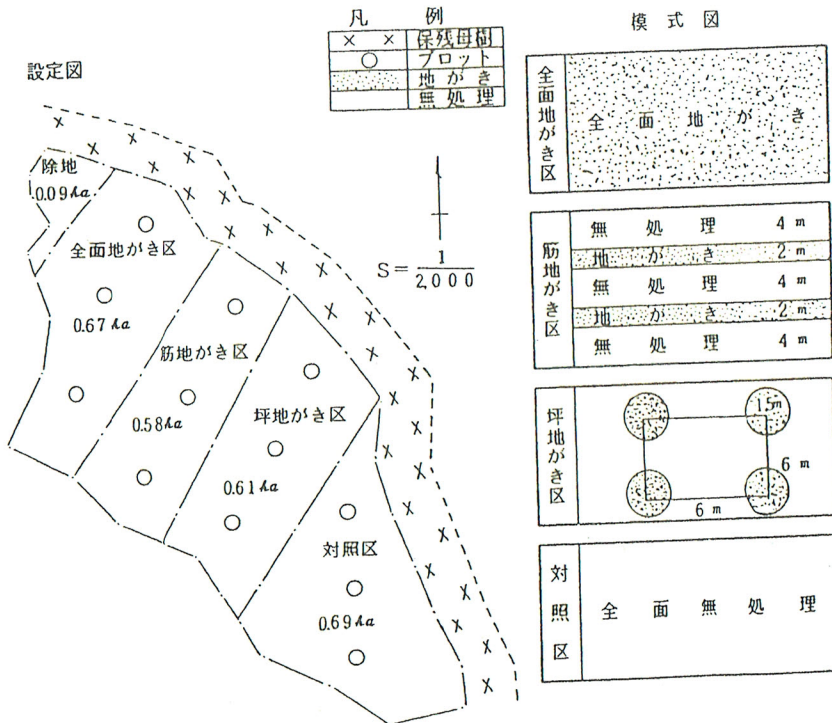 凡 例
× × 保残母樹
○ プロット
地がき
無処理
設定図
除地
0.09ha
全面地がき区
0.67ha
筋地がき区
0.58ha
坪地がき区
0.61ha
対照区
0.69ha
S = 1
2,000
模式図
全面地がき区
全面地がき
筋地がき区
無処理 4m
地がき 2m
無処理 4m
地がき 2m
無処理 4m
坪地がき区
1.5m
6m
6m
対照区
全面無処理